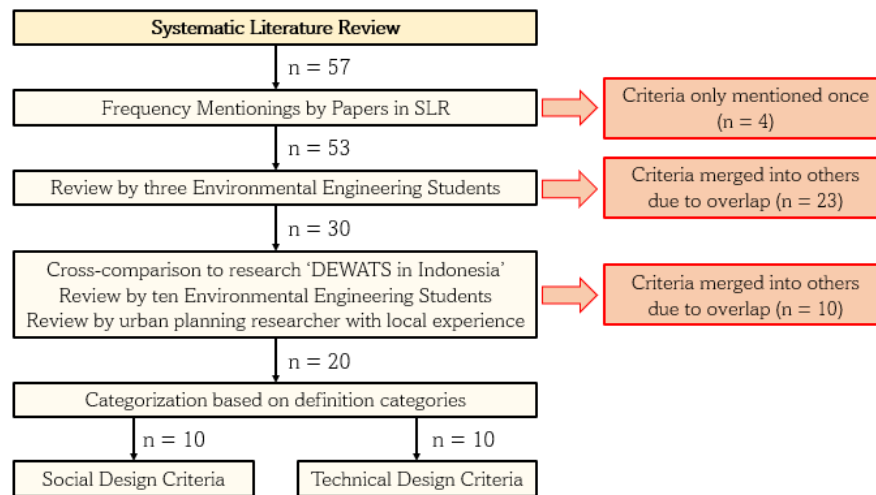 Systematic Literature Review
n = 57
Frequency Mentionings by Papers in SLR
Criteria only mentioned once
(n = 4)
n = 53
Review by three Environmental Engineering Students
Criteria merged into others
due to overlap (n = 23)
n = 30
Cross-comparison to research 'DEWATS in Indonesia'
Review by ten Environmental Engineering Students
Review by urban planning researcher with local experience
Criteria merged into others
due to overlap (n = 10)
n = 20
Categorization based on definition categories
n = 10
n = 10
Social Design Criteria
Technical Design Criteria